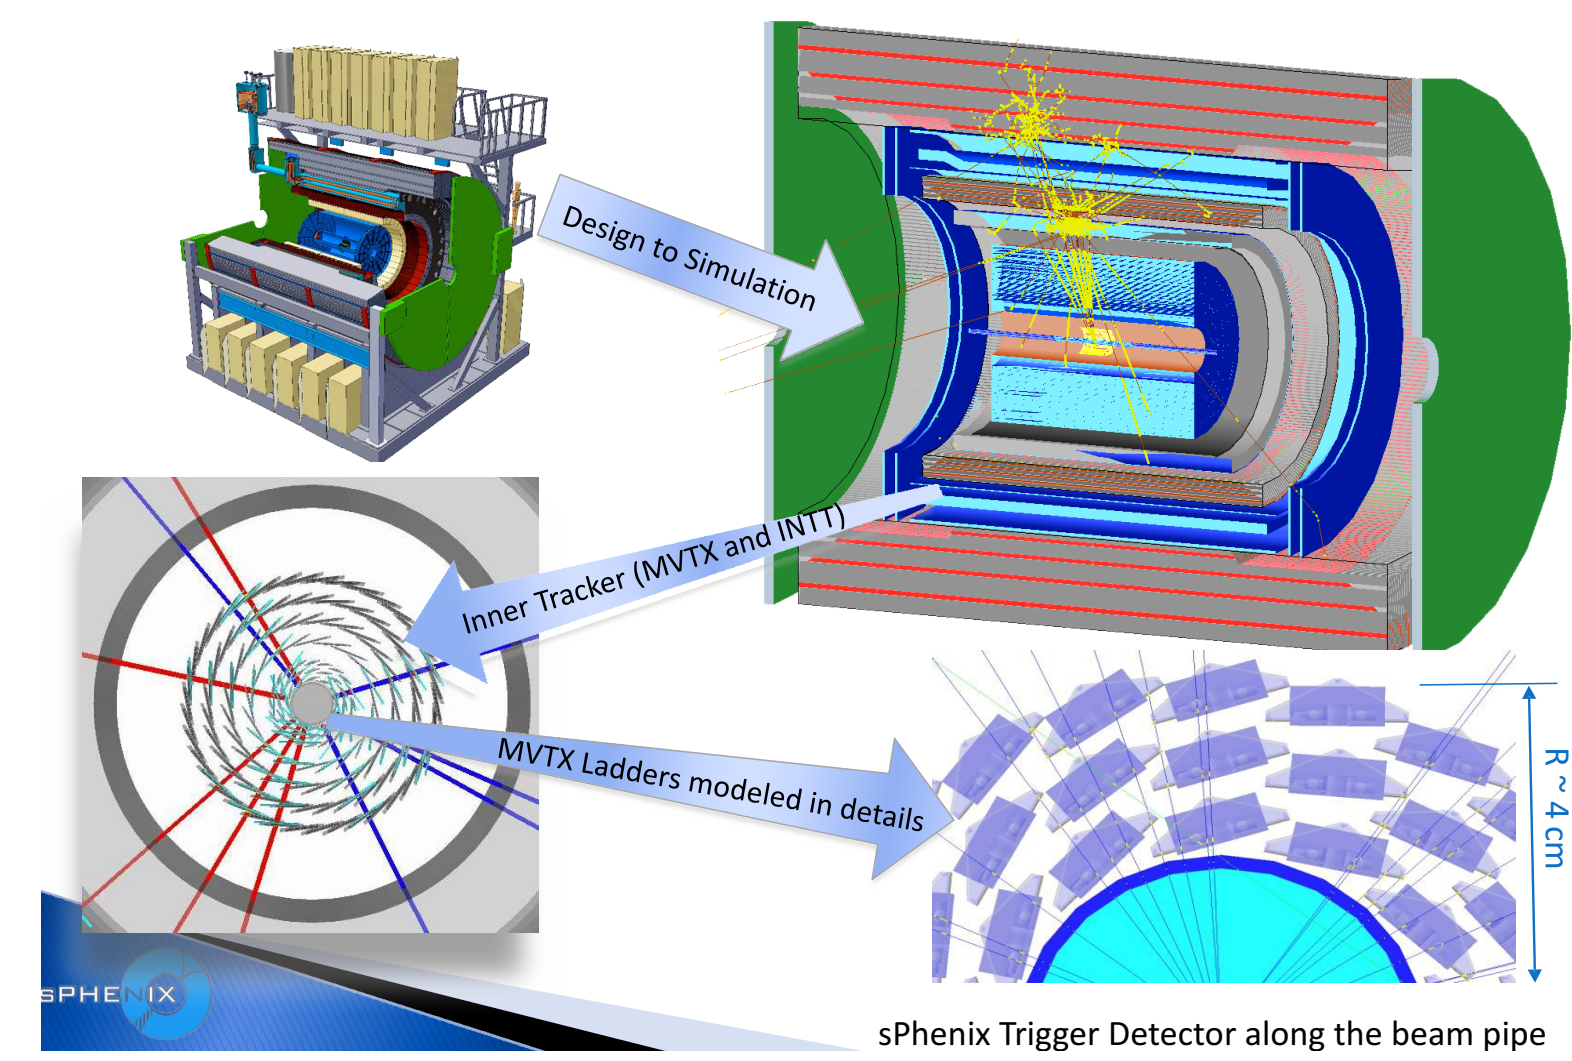 Design to Simulation
Inner Tracker (MVTX and INTT)
MVTX Ladders modeled in details
R ~ 4 cm
sPHENIX
sPhenix Trigger Detector along the beam pipe